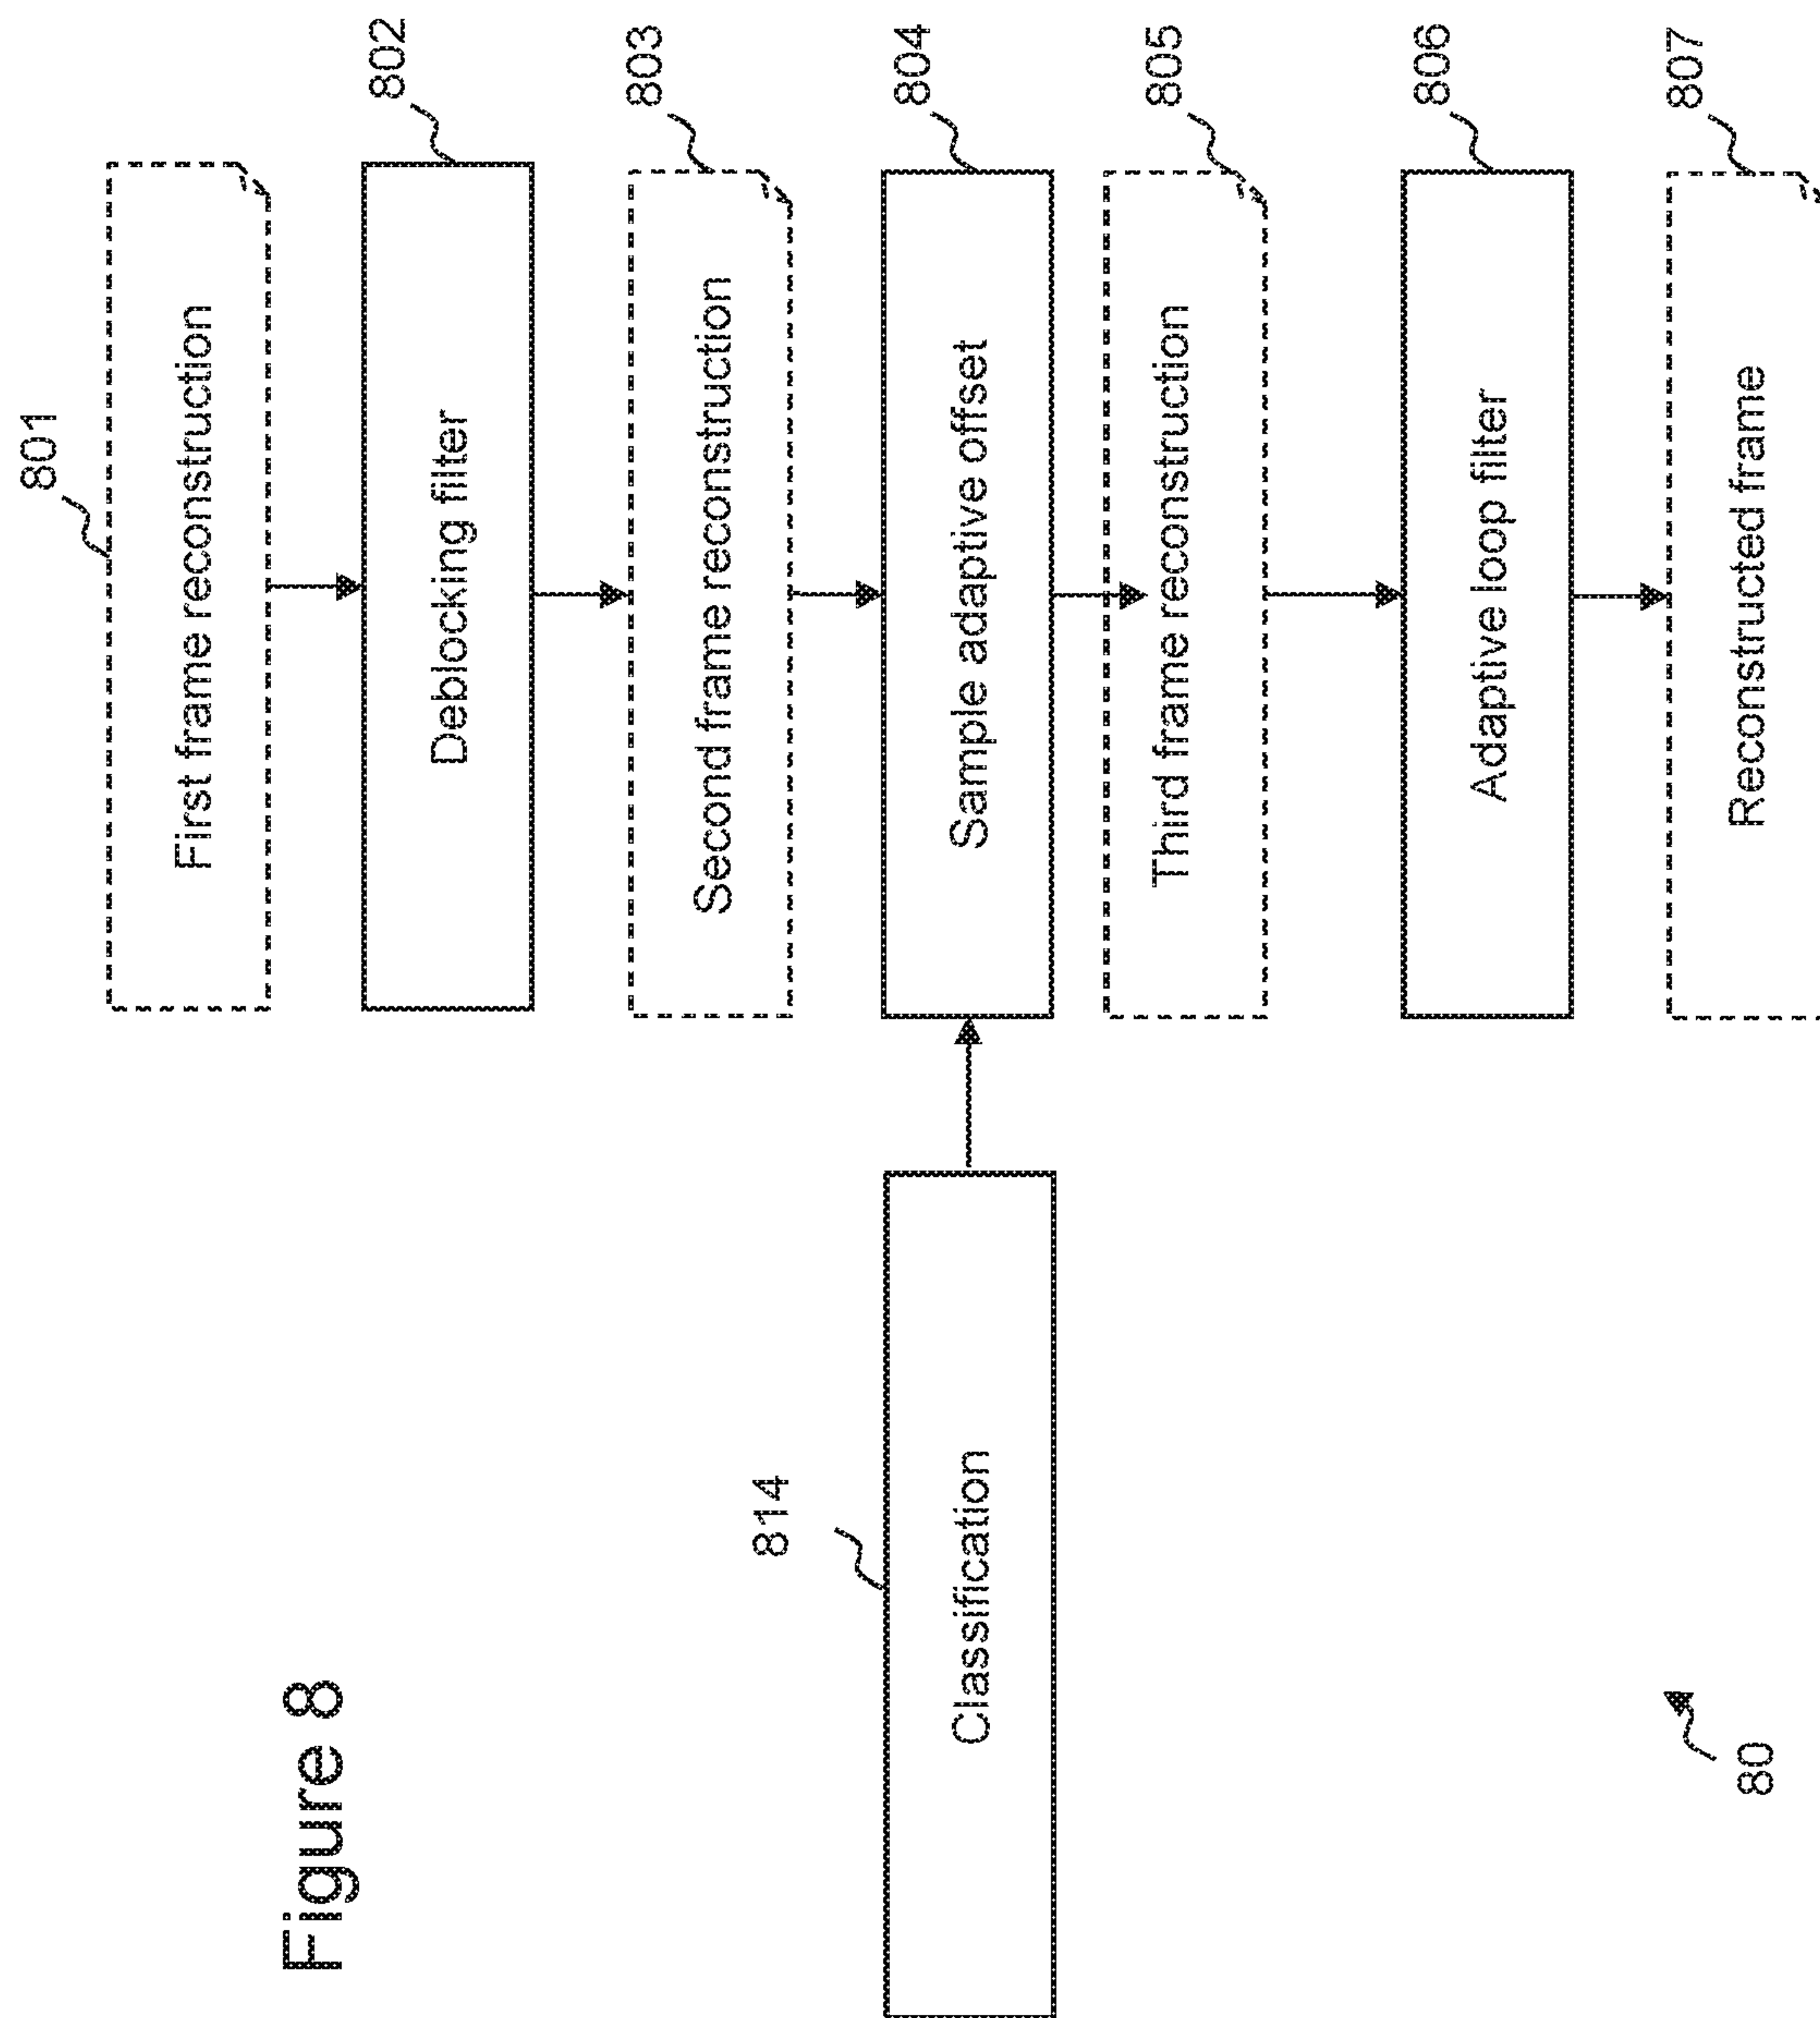 Figure 8
801
First frame reconstruction
802
Deblocking filter
803
Second frame reconstruction
804
Sample adaptive offset
814
Classification
805
Third frame reconstruction
806
Adaptive loop filter
807
Reconstructed frame
80